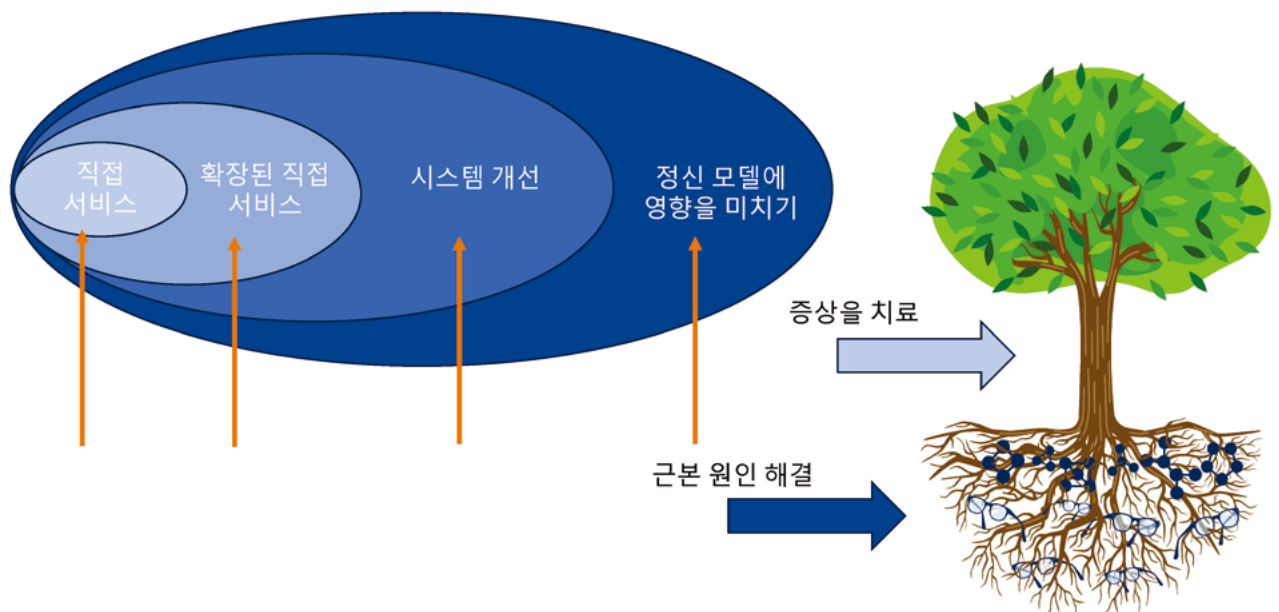 직접
서비스
확장된 직접
서비스
시스템 개선
정신 모델에
영향을 미치기
증상을 치료
근본 원인 해결